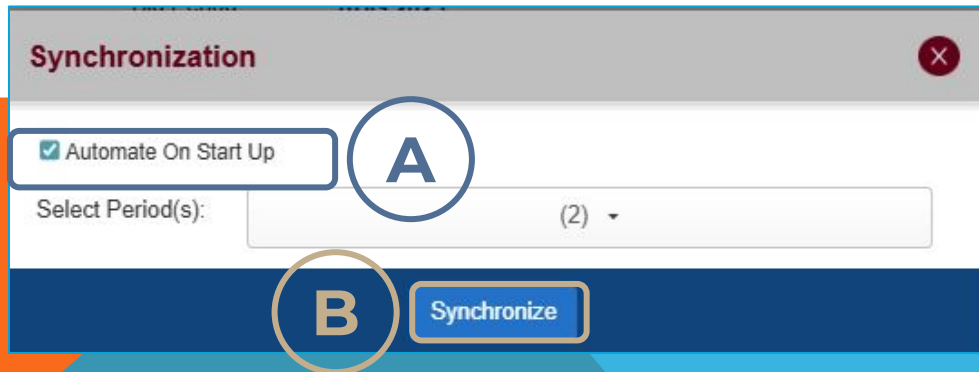 Synchronization
Automate On Start Up
A
Select Period(s):
(2)
B
Synchronize